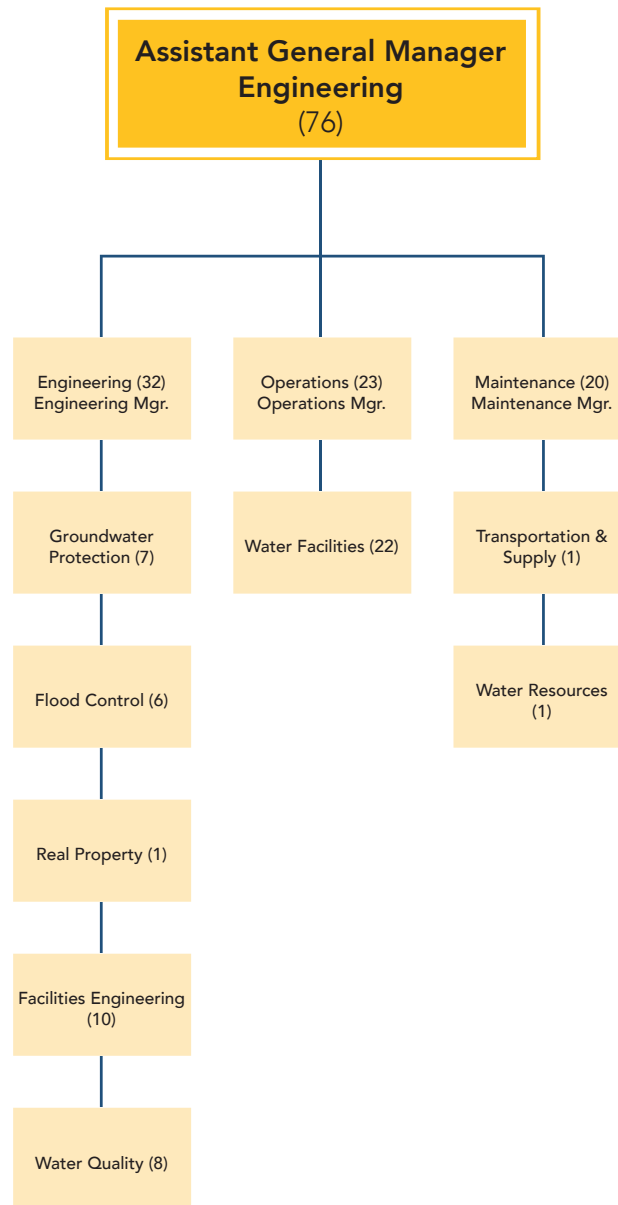 Assistant General Manager
Engineering
(76)
Engineering (32)
Engineering Mgr.
Operations (23)
Operations Mgr.
Maintenance (20)
Maintenance Mgr.
Groundwater
Protection (7)
Water Facilities (22)
Transportation &
Supply (1)
Flood Control (6)
Water Resources
(1)
Real Property (1)
Facilities Engineering
(10)
Water Quality (8)